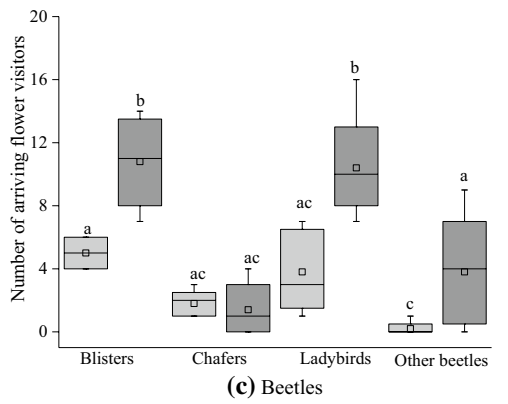 20
16
12
8
4
0
Number of arriving flower visitors
a
b
ac
ac
ac
b
c
a
Blisters
Chafers
Ladybirds
Other beetles
(c) Beetles